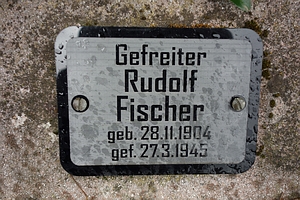 Gefreiter
Rudolf
Fischer
geb. 28.11.1904
gef. 27.3.1945